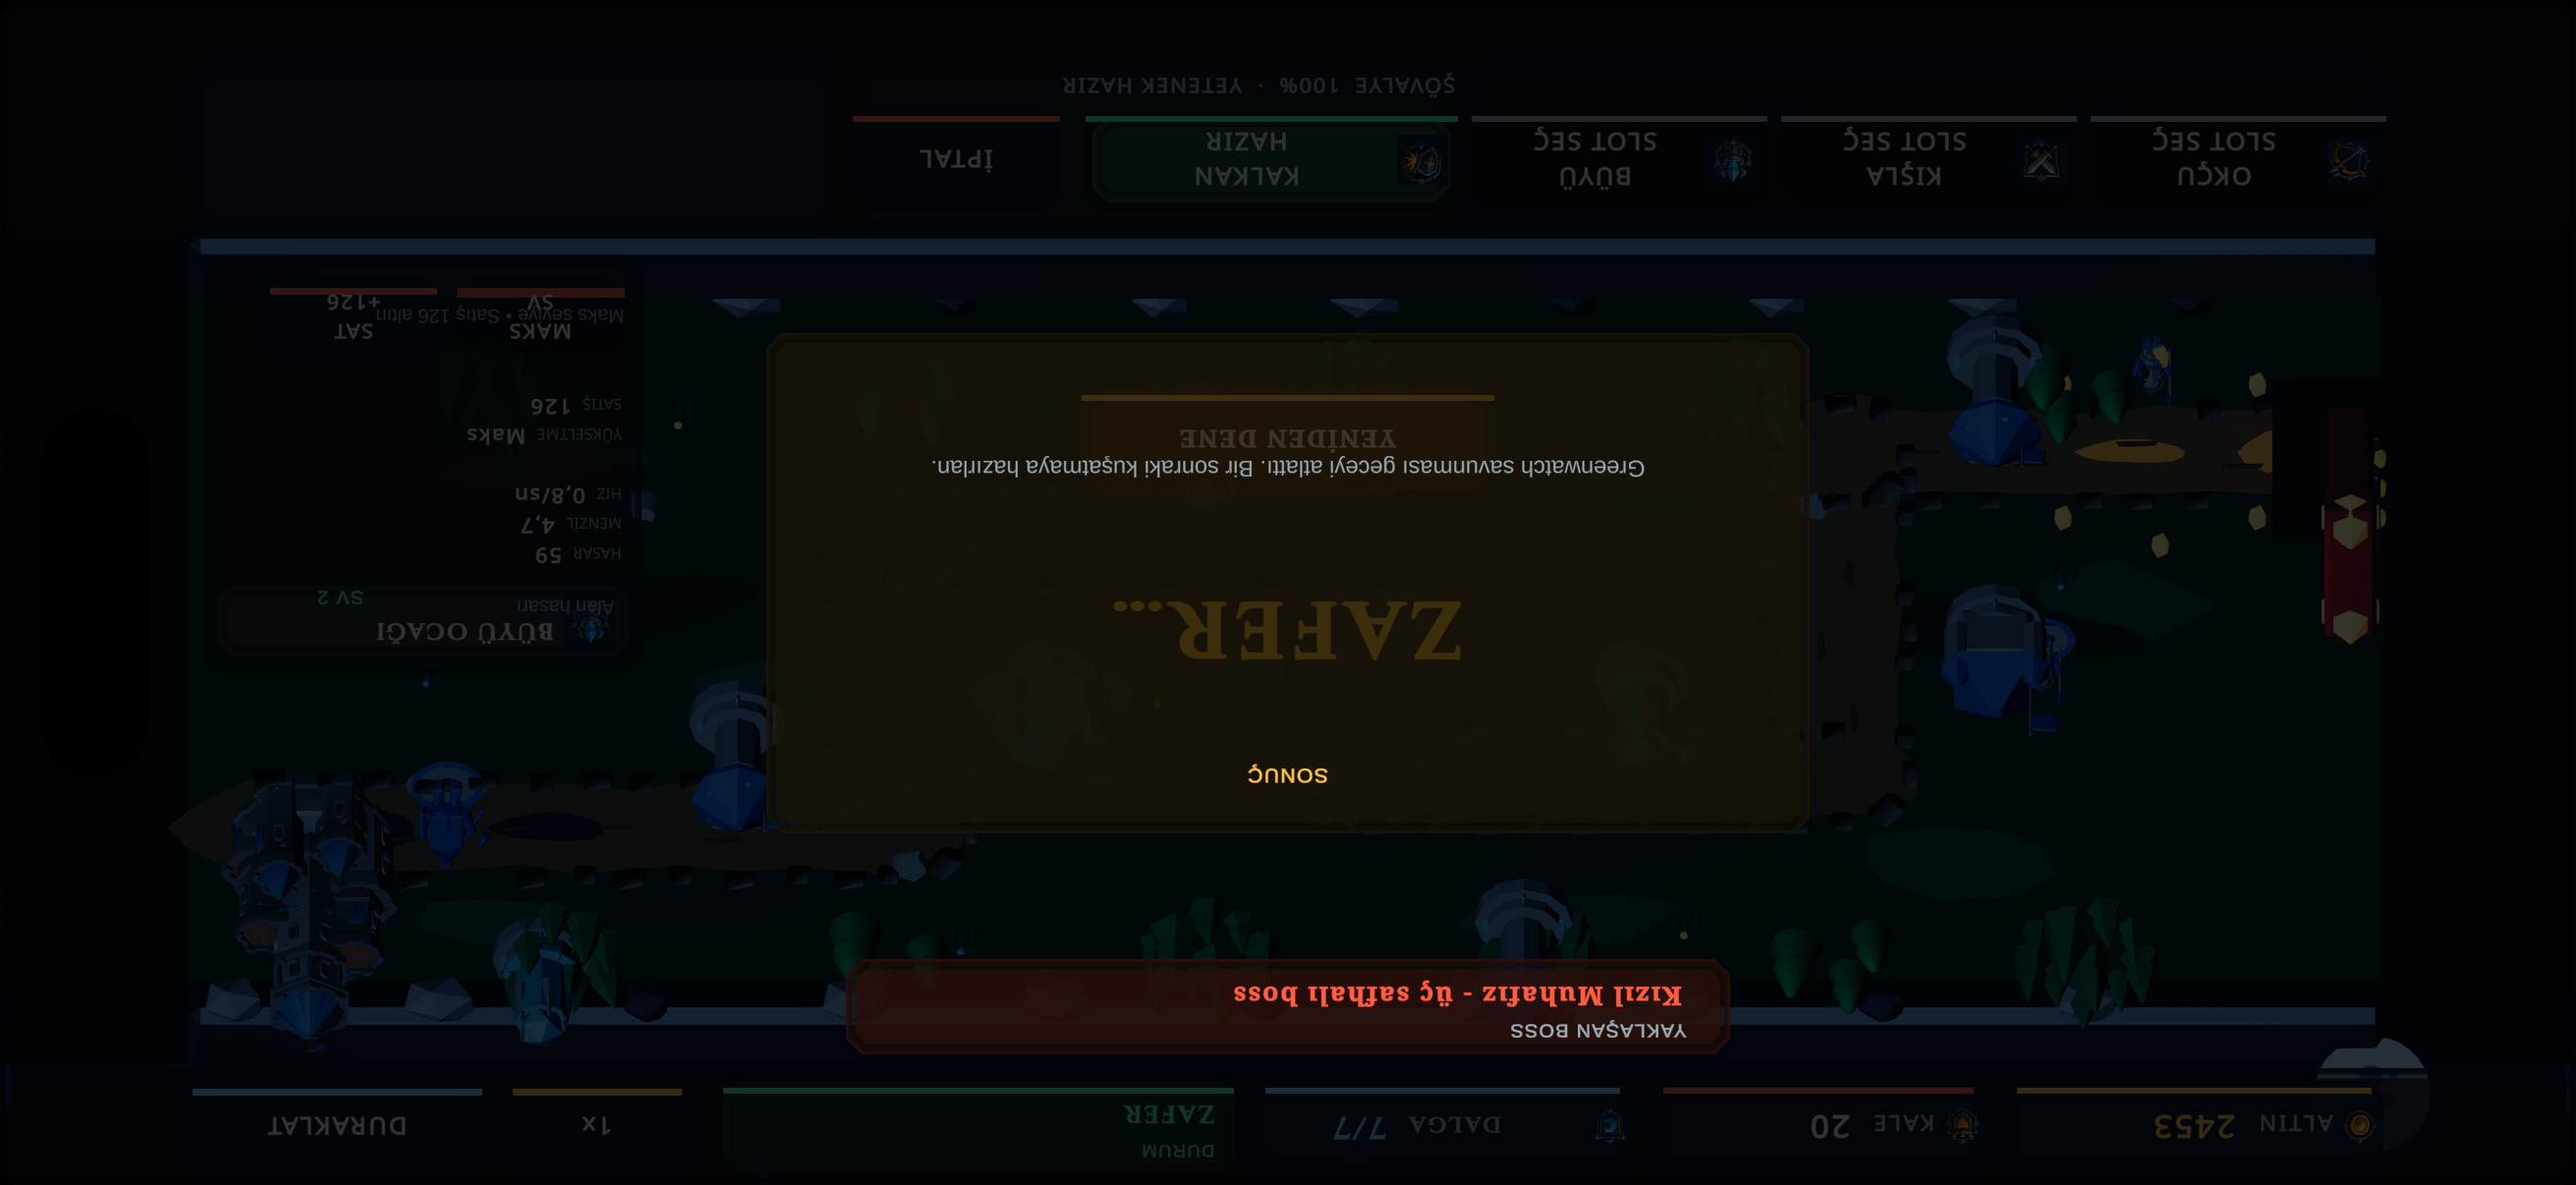 ALTIN 2453
KALE 20
DALGA 7/7
DURUM
ZAFER
1x
DURAKLAT
YAKLAŞAN BOSS
Kızıl Muhafız - üç safhalı boss
SONUÇ
ZAFER...
Greenwatch savunması geceyi atlattı. Bir sonraki kuşatmaya hazırlan.
YENİDEN DENE
BÜYÜ OCAĞI
Alan hasarı
SV 2
HASAR 59
MENZİL 4,7
HIZ 0,8/sn
YÜKSELTME Maks
SATIŞ 126
Maks seviye • Satış 126 altın
MAKS
SV
SAT
+126
OKÇU
SLOT SEÇ
KIŞLA
SLOT SEÇ
BÜYÜ
SLOT SEÇ
KALKAN
HAZIR
İPTAL
ŞÖVALYE 100% · YETENEK HAZIR